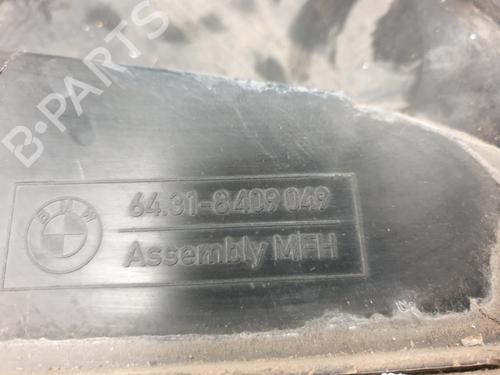 B-PARTS
BMW
64.31-8409 049
Assembly MFH